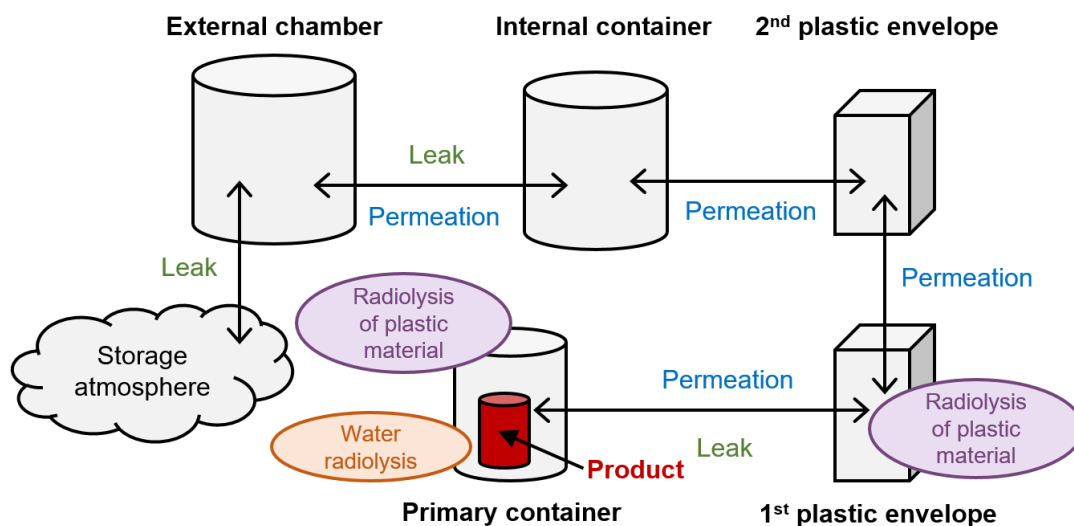 External chamber
Internal container
2nd plastic envelope
Leak
Permeation
Permeation
Leak
Permeation
Storage
atmosphere
Radiolysis
of plastic
material
Permeation
Leak
Water
radiolysis
Product
Radiolysis
of plastic
material
Primary container
1st plastic envelope